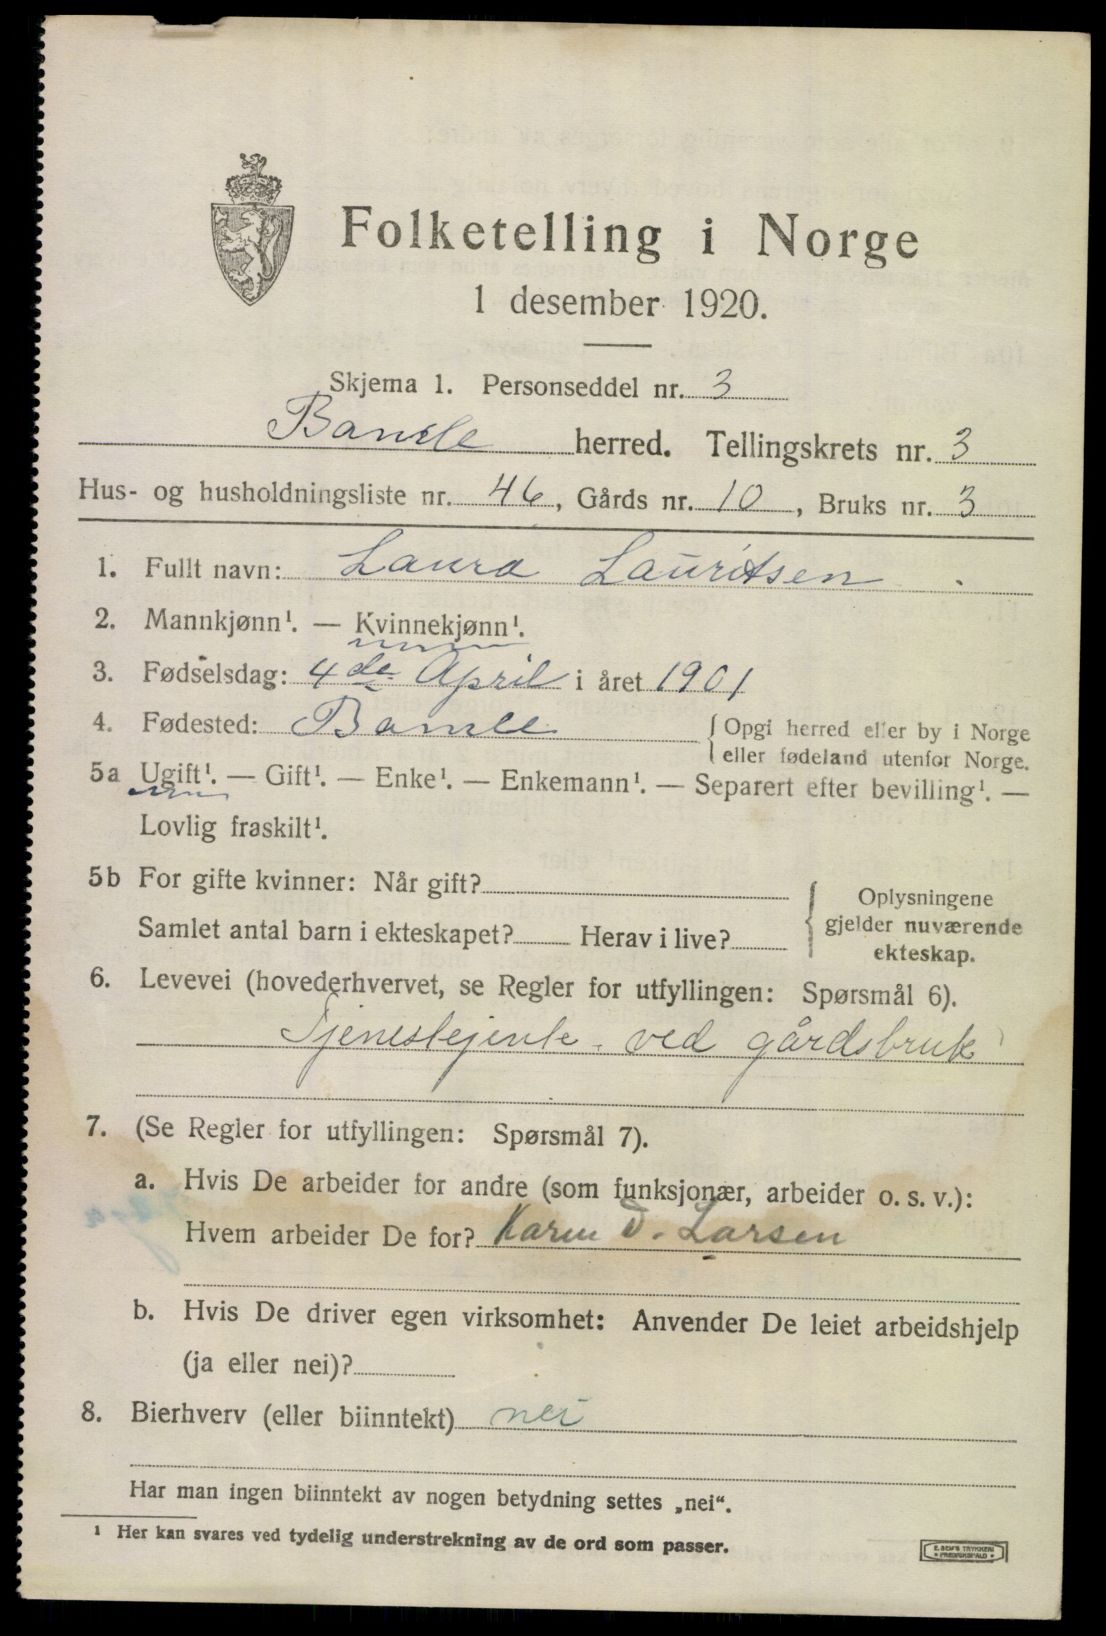 Folketelling i Norge
1 desember 1920.
Skjema 1. Personseddel nr. 3
Bamle herred. Tellingskrets nr. 3
Hus- og husholdningsliste nr. 46, Gårds nr. 10, Bruks nr. 3
1. Fullt navn: Laura Lauritsen.
2. Mannkjønn¹. — Kvinnekjønn¹.
3. Fødselsdag: 4de April i året 1901
4. Fødested: Bamle {Opgi herred eller by i Norge
eller fødeland utenfor Norge.
5a Ugift¹. — Gift¹. — Enke¹. — Enkemann¹. — Separert efter bevilling¹. —
Lovlig fraskilt¹.
5b For gifte kvinner: Når gift? {Oplysningene
gjelder nuværende
ekteskap.
Samlet antal barn i ekteskapet? Herav i live?
6. Levevei (hovederhvervet, se Regler for utfyllingen: Spørsmål 6).
Tjenestejente ved gårdsbruk
7. (Se Regler for utfyllingen: Spørsmål 7).
a. Hvis De arbeider for andre (som funksjonær, arbeider o. s. v.):
Hvem arbeider De for? Karen D. Larsen
b. Hvis De driver egen virksomhet: Anvender De leiet arbeidshjelp
(ja eller nei)?
8. Bierhverv (eller biinntekt) nei
Har man ingen biinntekt av nogen betydning settes „nei“.
¹ Her kan svares ved tydelig understrekning av de ord som passer.